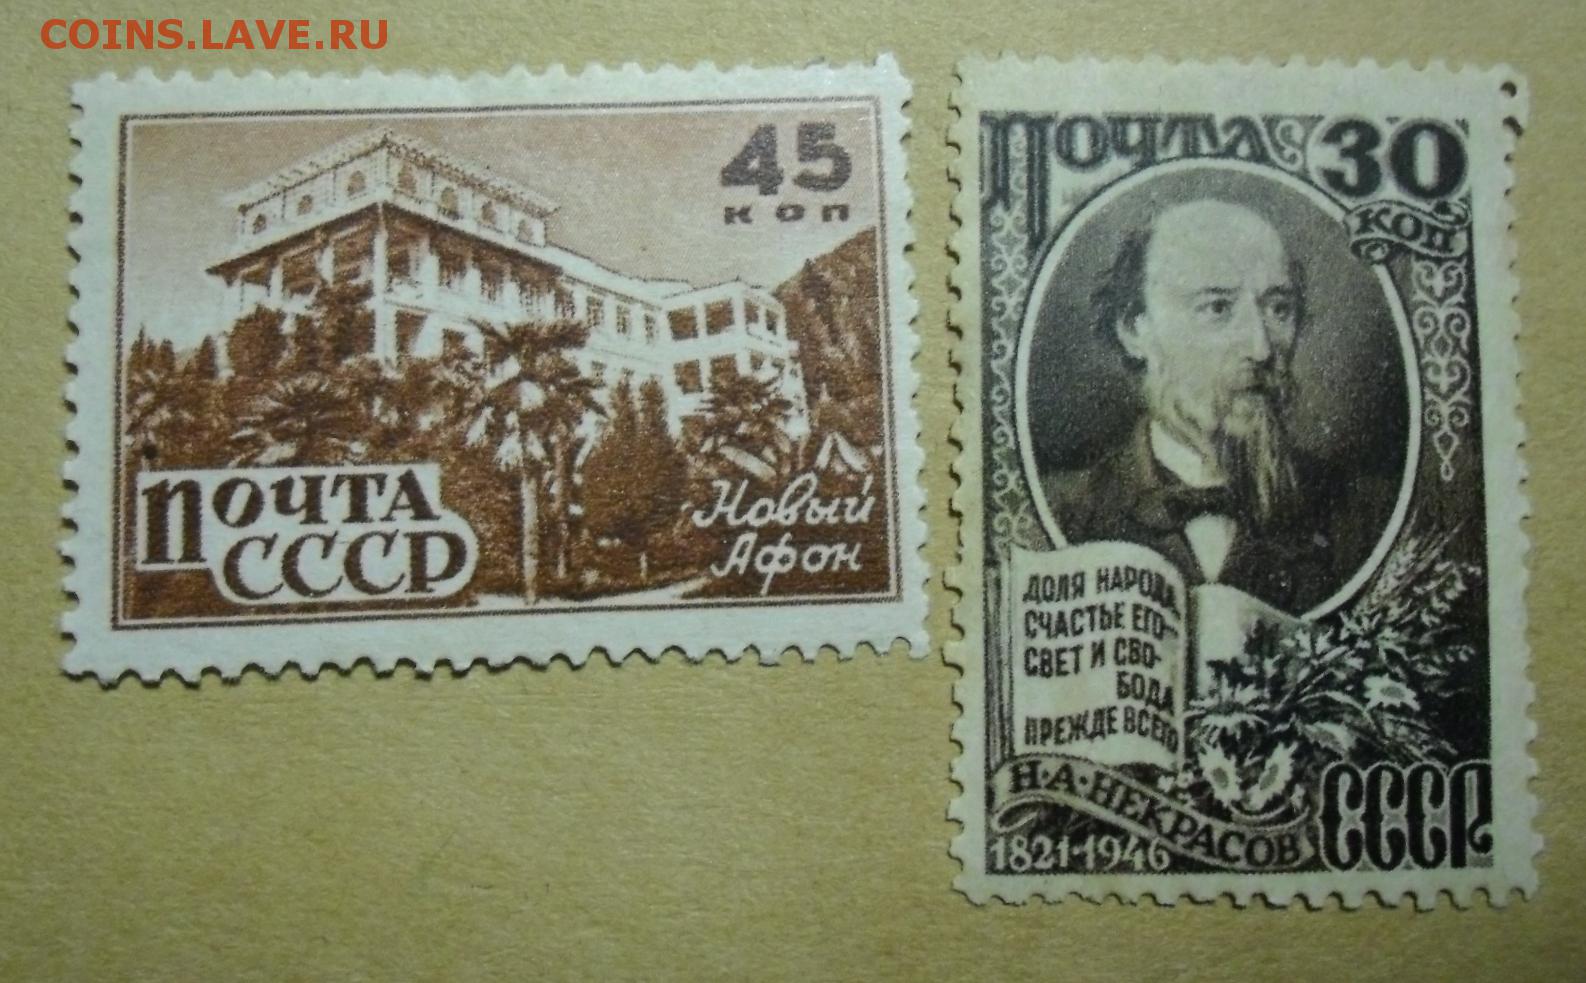 COINS.LAVE.RU
45
коп
ПОЧТА
СССР
Новый
Афон
ПОЧТА 30
КОП
ДОЛЯ НАРОДА,
СЧАСТЬЕ ЕГО—
СВЕТ И СВО-
БОДА
ПРЕЖДЕ ВСЕГО
Н·А·НЕКРАСОВ
1821-1946
СССР